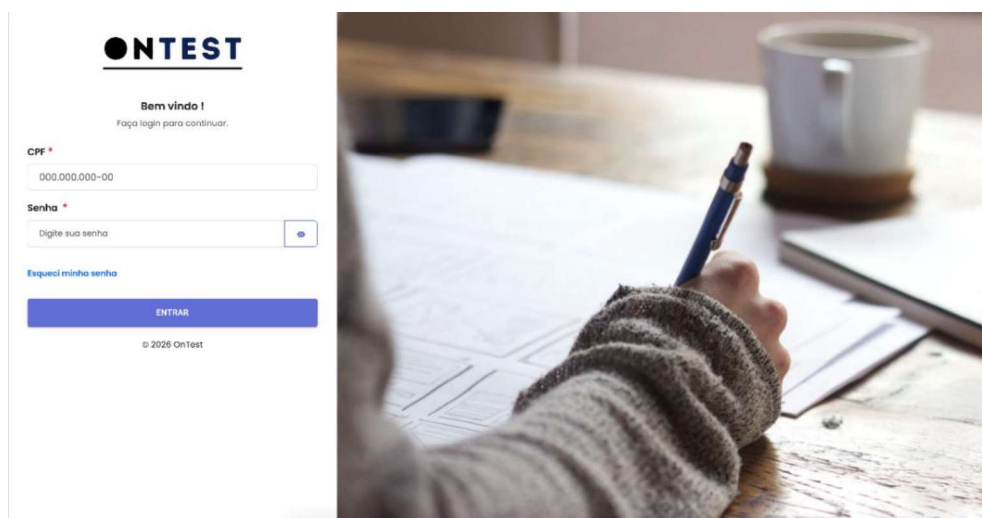 ONTEST
Bem vindo !
Faça login para continuar.
CPF *
000.000.000-00
Senha *
Digite sua senha
Esqueci minha senha
ENTRAR
© 2026 OnTest